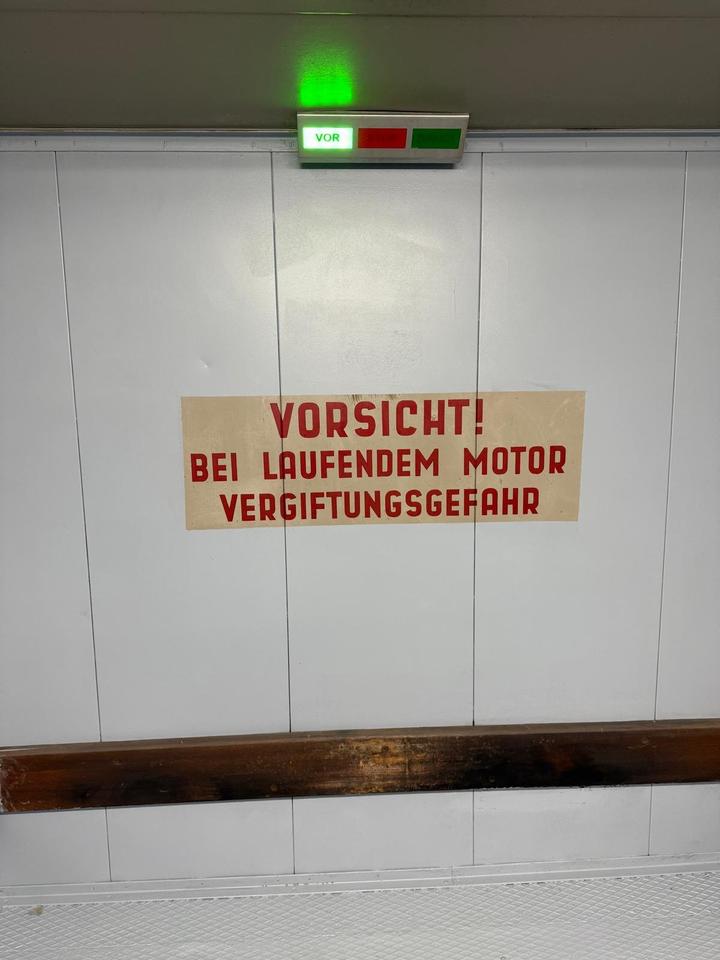 VOR
VORSICHT!
BEI LAUFENDEM MOTOR
VERGIFTUNGSGEFAHR